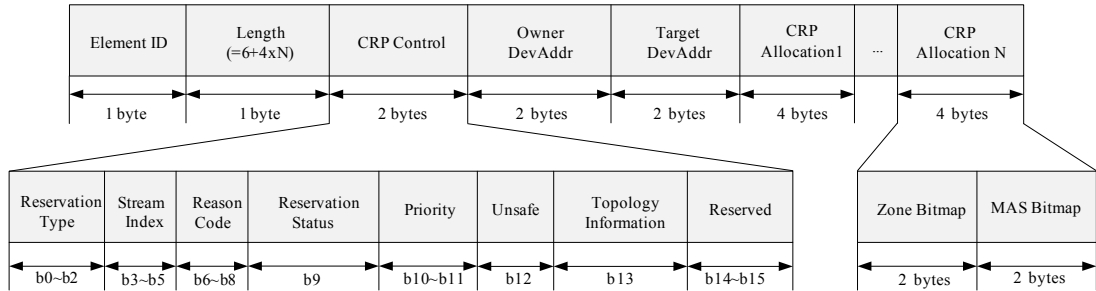 Element ID
Length
(=6+4xN)
CRP Control
Owner
DevAddr
Target
DevAddr
CRP
Allocation1
...
CRP
Allocation N
1 byte
1 byte
2 bytes
2 bytes
2 bytes
4 bytes
4 bytes
Reservation
Type
Stream
Index
Reason
Code
Reservation
Status
Priority
Unsafe
Topology
Information
Reserved
Zone Bitmap
MAS Bitmap
b0~b2
b3~b5
b6~b8
b9
b10~b11
b12
b13
b14~b15
2 bytes
2 bytes